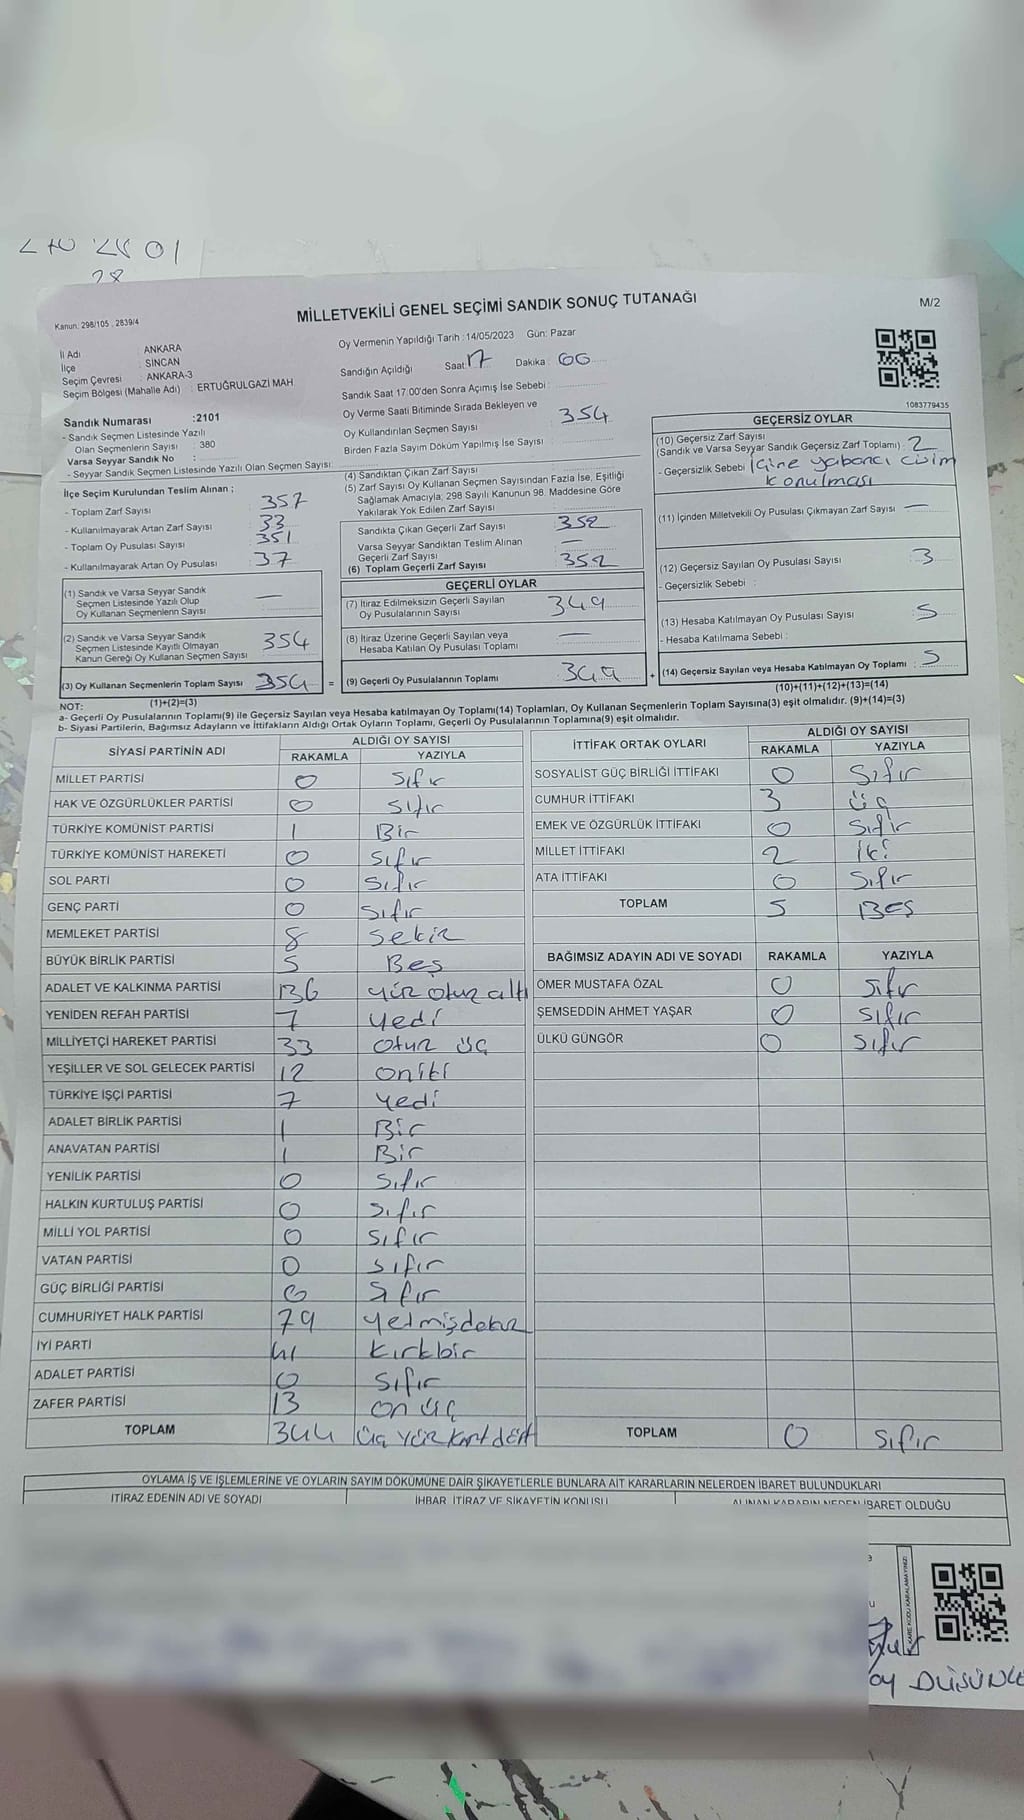 28 01
28
MİLLETVEKİLİ GENEL SEÇİMİ SANDIK SONUÇ TUTANAĞI
M/2
Kanun: 298/105 , 2839/4
İl Adı : ANKARA
İlçe : SİNCAN
Seçim Çevresi : ANKARA-3
Seçim Bölgesi (Mahalle Adı) : ERTUĞRULGAZİ MAH.
Oy Vermenin Yapıldığı Tarih :14/05/2023 Gün: Pazar
Sandığın Açıldığı Saat: 17 Dakika : 00
Sandık Saat 17.00'den Sonra Açımış İse Sebebi :
Oy Verme Saati Bitiminde Sırada Bekleyen ve
Oy Kullandırılan Seçmen Sayısı 354
Birden Fazla Sayım Döküm Yapılmış İse Sayısı :
1083779435
Sandık Numarası :2101
- Sandık Seçmen Listesinde Yazılı
Olan Seçmenlerin Sayısı : 380
Varsa Seyyar Sandık No :
- Seyyar Sandık Seçmen Listesinde Yazılı Olan Seçmen Sayısı:
İlçe Seçim Kurulundan Teslim Alınan ;
- Toplam Zarf Sayısı 357
- Kullanılmayarak Artan Zarf Sayısı 33
- Toplam Oy Pusulası Sayısı 351
- Kullanılmayarak Artan Oy Pusulası 37
(1) Sandık ve Varsa Seyyar Sandık
Seçmen Listesinde Yazılı Olup
Oy Kullanan Seçmenlerin Sayısı —
(2) Sandık ve Varsa Seyyar Sandık
Seçmen Listesinde Kayıtlı Olmayan
Kanun Gereği Oy Kullanan Seçmen Sayısı 354
(3) Oy Kullanan Seçmenlerin Toplam Sayısı 354 =
(1)+(2)=(3)
(4) Sandıktan Çıkan Zarf Sayısı
(5) Zarf Sayısı Oy Kullanan Seçmen Sayısından Fazla İse, Eşitliği
Sağlamak Amacıyla; 298 Sayılı Kanunun 98. Maddesine Göre
Yakılarak Yok Edilen Zarf Sayısı
Sandıkta Çıkan Geçerli Zarf Sayısı 352
Varsa Seyyar Sandıktan Teslim Alınan
Geçerli Zarf Sayısı —
(6) Toplam Geçerli Zarf Sayısı 352
GEÇERLİ OYLAR
(7) İtiraz Edilmeksizin Geçerli Sayılan
Oy Pusulalarının Sayısı 349
(8) İtiraz Üzerine Geçerli Sayılan veya
Hesaba Katılan Oy Pusulası Toplamı —
(9) Geçerli Oy Pusulalarının Toplamı 349 +
GEÇERSİZ OYLAR
(10) Geçersiz Zarf Sayısı
(Sandık ve Varsa Seyyar Sandık Geçersiz Zarf Toplamı) : 2
- Geçersizlik Sebebi : İçine yabancı cisim
konulması
(11) İçinden Milletvekili Oy Pusulası Çıkmayan Zarf Sayısı —
(12) Geçersiz Sayılan Oy Pusulası Sayısı 3
- Geçersizlik Sebebi :
(13) Hesaba Katılmayan Oy Pusulası Sayısı 5
- Hesaba Katılmama Sebebi :
(14) Geçersiz Sayılan veya Hesaba Katılmayan Oy Toplamı 5
(10)+(11)+(12)+(13)=(14)
NOT:
a- Geçerli Oy Pusulalarının Toplamı(9) ile Geçersiz Sayılan veya Hesaba katılmayan Oy Toplamı(14) Toplamları, Oy Kullanan Seçmenlerin Toplam Sayısına(3) eşit olmalıdır. (9)+(14)=(3)
b- Siyasi Partilerin, Bağımsız Adayların ve İttifakların Aldığı Ortak Oyların Toplamı, Geçerli Oy Pusulalarının Toplamına(9) eşit olmalıdır.
SİYASİ PARTİNİN ADI ALDIĞI OY SAYISI
RAKAMLA YAZIYLA
MİLLET PARTİSİ 0 Sıfır
HAK VE ÖZGÜRLÜKLER PARTİSİ 0 Sıfır
TÜRKİYE KOMÜNİST PARTİSİ 1 Bir
TÜRKİYE KOMÜNİST HAREKETİ 0 Sıfır
SOL PARTİ 0 Sıfır
GENÇ PARTİ 0 Sıfır
MEMLEKET PARTİSİ 8 Sekiz
BÜYÜK BİRLİK PARTİSİ 5 Beş
ADALET VE KALKINMA PARTİSİ 136 yüz otuz altı
YENİDEN REFAH PARTİSİ 7 yedi
MİLLİYETÇİ HAREKET PARTİSİ 33 otuz üç
YEŞİLLER VE SOL GELECEK PARTİSİ 12 oniki
TÜRKİYE İŞÇİ PARTİSİ 7 yedi
ADALET BİRLİK PARTİSİ 1 Bir
ANAVATAN PARTİSİ 1 Bir
YENİLİK PARTİSİ 0 Sıfır
HALKIN KURTULUŞ PARTİSİ 0 Sıfır
MİLLİ YOL PARTİSİ 0 Sıfır
VATAN PARTİSİ 0 Sıfır
GÜÇ BİRLİĞİ PARTİSİ 0 Sıfır
CUMHURİYET HALK PARTİSİ 79 yetmişdokuz
İYİ PARTİ 41 kırkbir
ADALET PARTİSİ 0 Sıfır
ZAFER PARTİSİ 13 on üç
TOPLAM 344 Üç Yüz Kırk dört
İTTİFAK ORTAK OYLARI ALDIĞI OY SAYISI
RAKAMLA YAZIYLA
SOSYALİST GÜÇ BİRLİĞİ İTTİFAKI 0 Sıfır
CUMHUR İTTİFAKI 3 üç
EMEK VE ÖZGÜRLÜK İTTİFAKI 0 Sıfır
MİLLET İTTİFAKI 2 iki
ATA İTTİFAKI 0 Sıfır
TOPLAM 5 BEŞ
BAĞIMSIZ ADAYIN ADI VE SOYADI RAKAMLA YAZIYLA
ÖMER MUSTAFA ÖZAL 0 Sıfır
ŞEMSEDDİN AHMET YAŞAR 0 Sıfır
ÜLKÜ GÜNGÖR 0 Sıfır
TOPLAM 0 Sıfır
OYLAMA İŞ VE İŞLEMLERİNE VE OYLARIN SAYIM DÖKÜMÜNE DAİR ŞİKAYETLERLE BUNLARA AİT KARARLARIN NELERDEN İBARET BULUNDUKLARI
İTİRAZ EDENİN ADI VE SOYADI İHBAR, İTİRAZ VE ŞİKAYETİN KONUSU ALINAN KARARIN NEDEN İBARET OLDUĞU
KARE KODU KARALAMAYINIZ!
OY DÜŞÜNCE